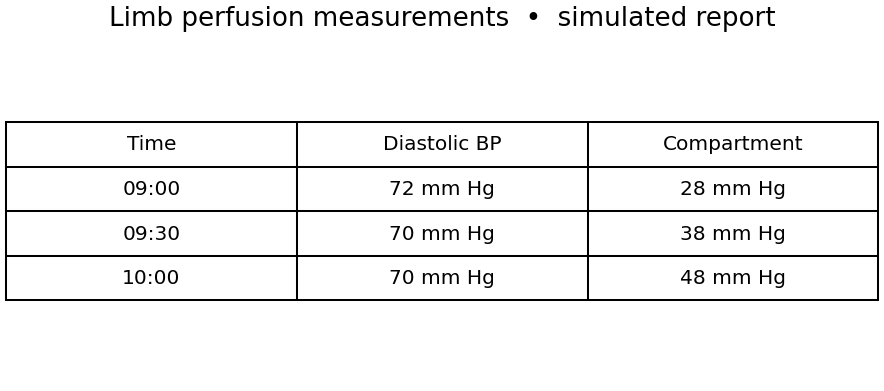 Limb perfusion measurements • simulated report
Time Diastolic BP Compartment
09:00 72 mm Hg 28 mm Hg
09:30 70 mm Hg 38 mm Hg
10:00 70 mm Hg 48 mm Hg